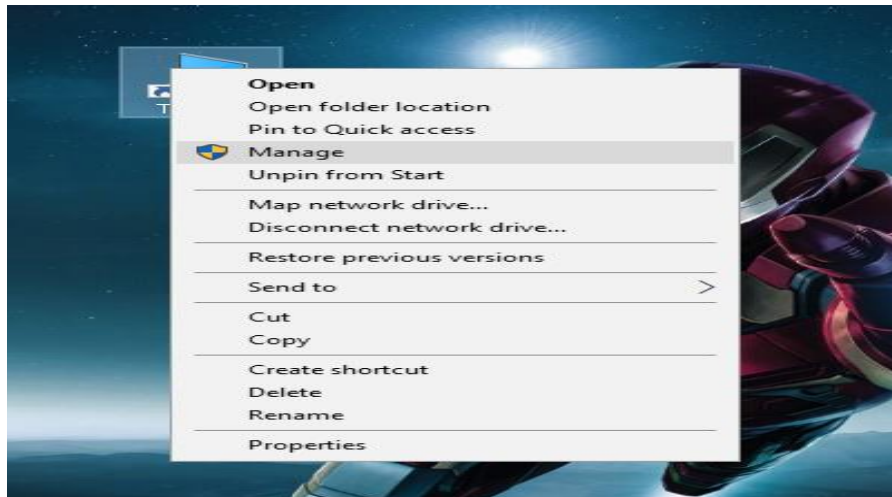 Open
Open folder location
Pin to Quick access
Manage
Unpin from Start
Map network drive...
Disconnect network drive...
Restore previous versions
Send to
Cut
Copy
Create shortcut
Delete
Rename
Properties